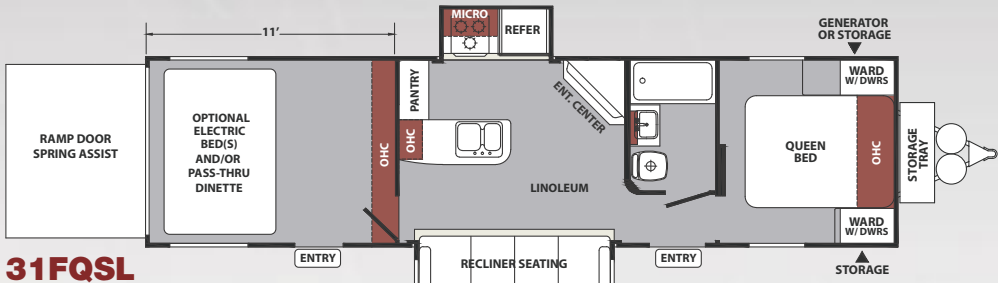 11’
MICRO
REFER
GENERATOR
OR STORAGE
RAMP DOOR
SPRING ASSIST
OPTIONAL
ELECTRIC
BED(S)
AND/OR
PASS-THRU
DINETTE
OHC
PANTRY
OHC
ENT. CENTER
LINOLEUM
WARD
W/ DWRS
QUEEN
BED
OHC
STORAGE
TRAY
WARD
W/ DWRS
RECLINER SEATING
ENTRY
ENTRY
STORAGE
31FQSL